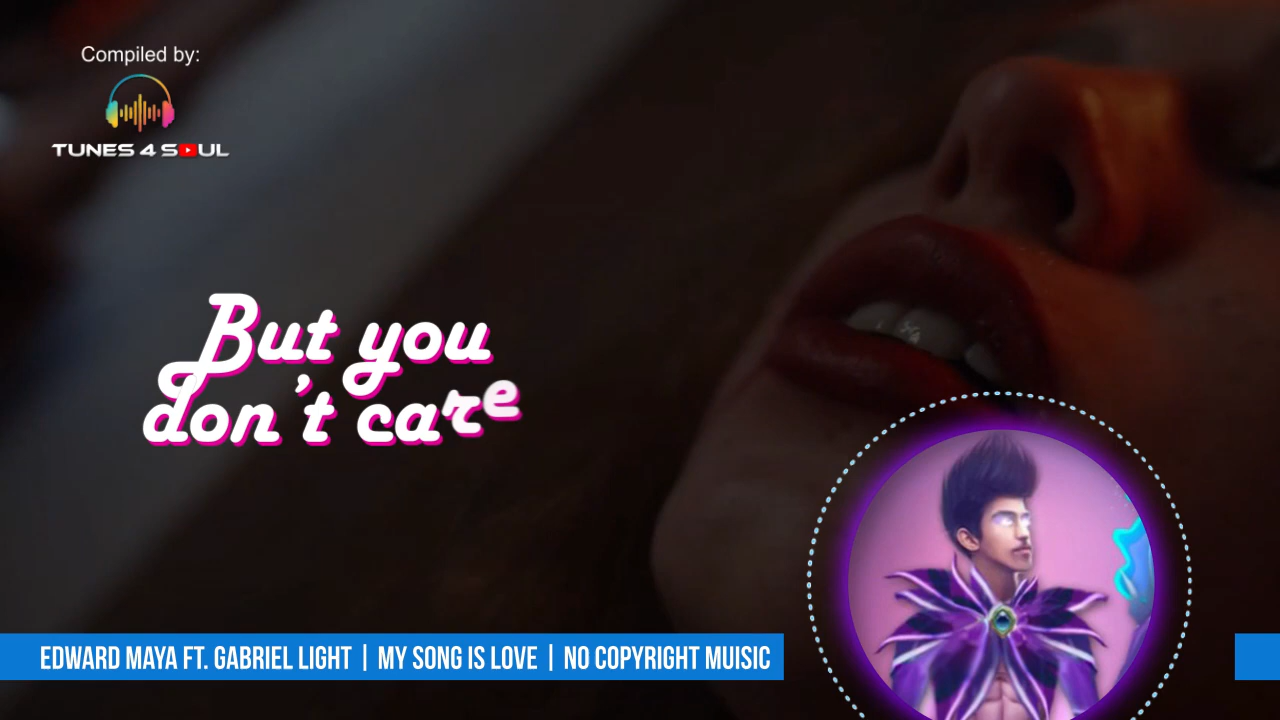 Compiled by:
TUNES 4 SOUL
But you
don't care
EDWARD MAYA FT. GABRIEL LIGHT | MY SONG IS LOVE | NO COPYRIGHT MUISIC